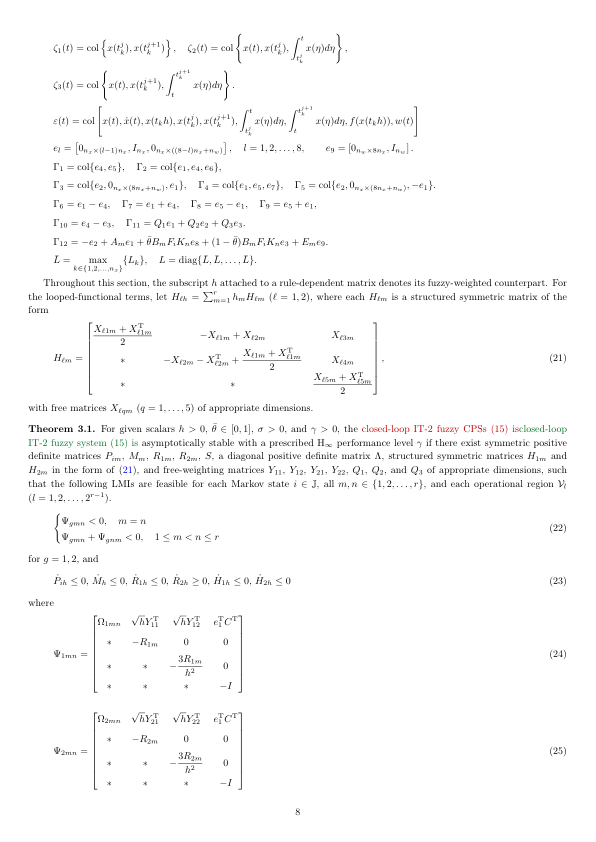 ζ₁(t) = col { x(t_k^j), x(t_k^{j+1}) } ,   ζ₂(t) = col { x(t), x(t_k^j), ∫_{t_k^j}^{t} x(η)dη } ,
ζ₃(t) = col { x(t), x(t_k^{j+1}), ∫_t^{t_k^{j+1}} x(η)dη } .
ε(t) = col [ x(t), ẋ(t), x(t_k h), x(t_k^j), x(t_k^{j+1}), ∫_{t_k^j}^{t} x(η)dη, ∫_t^{t_k^{j+1}} x(η)dη, f(x(t_k h)), w(t) ]
e_l = [ 0_{n_x×(l−1)n_x}, I_{n_x}, 0_{n_x×((8−l)n_x+n_w)} ] ,   l = 1, 2, . . . , 8,   e₉ = [ 0_{n_w×8n_x}, I_{n_w} ] .
Γ₁ = col{e₄, e₅},   Γ₂ = col{e₁, e₄, e₆},
Γ₃ = col{e₂, 0_{n_x×(8n_x+n_w)}, e₁},   Γ₄ = col{e₁, e₅, e₇},   Γ₅ = col{e₂, 0_{n_x×(8n_x+n_w)}, −e₁}.
Γ₆ = e₁ − e₄,   Γ₇ = e₁ + e₄,   Γ₈ = e₅ − e₁,   Γ₉ = e₅ + e₁,
Γ₁₀ = e₄ − e₃,   Γ₁₁ = Q₁e₁ + Q₂e₂ + Q₃e₃.
Γ₁₂ = −e₂ + A_m e₁ + θ̄B_m F_i K_n e₈ + (1 − θ̄)B_m F_i K_n e₃ + E_m e₉.
L̄ = max_{k∈{1,2,...,n_x}} {L_k},   L = diag{L̄, L̄, . . . , L̄}.
Throughout this section, the subscript h attached to a rule-dependent matrix denotes its fuzzy-weighted counterpart. For
the looped-functional terms, let H_{ℓh} = ∑_{m=1}^{r} h_m H_{ℓm} (ℓ = 1, 2), where each H_{ℓm} is a structured symmetric matrix of the
form
H_{ℓm} = [ (X_{ℓ1m} + X_{ℓ1m}^T)/2   −X_{ℓ1m} + X_{ℓ2m}   X_{ℓ3m}
∗   −X_{ℓ2m} − X_{ℓ2m}^T + (X_{ℓ1m} + X_{ℓ1m}^T)/2   X_{ℓ4m}
∗   ∗   (X_{ℓ5m} + X_{ℓ5m}^T)/2 ] ,   (21)
with free matrices X_{ℓqm} (q = 1, . . . , 5) of appropriate dimensions.
Theorem 3.1. For given scalars h > 0, θ̄ ∈ [0, 1], σ > 0, and γ > 0, the closed-loop IT-2 fuzzy CPSs (15) isclosed-loop
IT-2 fuzzy system (15) is asymptotically stable with a prescribed H∞ performance level γ if there exist symmetric positive
definite matrices P_{im}, M_m, R_{1m}, R_{2m}, S, a diagonal positive definite matrix Λ, structured symmetric matrices H_{1m} and
H_{2m} in the form of (21), and free-weighting matrices Y₁₁, Y₁₂, Y₂₁, Y₂₂, Q₁, Q₂, and Q₃ of appropriate dimensions, such
that the following LMIs are feasible for each Markov state i ∈ 𝕁, all m, n ∈ {1, 2, . . . , r}, and each operational region 𝒱_l
(l = 1, 2, . . . , 2^{r−1}).
{ Ψ_{gmn} < 0,   m = n
Ψ_{gmn} + Ψ_{gnm} < 0,   1 ≤ m < n ≤ r   (22)
for g = 1, 2, and
Ṗ_{ih} ≤ 0, Ṁ_h ≤ 0, Ṙ_{1h} ≤ 0, Ṙ_{2h} ≥ 0, Ḣ_{1h} ≤ 0, Ḣ_{2h} ≤ 0   (23)
where
Ψ_{1mn} = [ Ω_{1mn}   √h Y₁₁^T   √h Y₁₂^T   e₁^T C^T
∗   −R_{1m}   0   0
∗   ∗   −3R_{1m}/h²   0
∗   ∗   ∗   −I ]   (24)
Ψ_{2mn} = [ Ω_{2mn}   √h Y₂₁^T   √h Y₂₂^T   e₁^T C^T
∗   −R_{2m}   0   0
∗   ∗   −3R_{2m}/h²   0
∗   ∗   ∗   −I ]   (25)
8